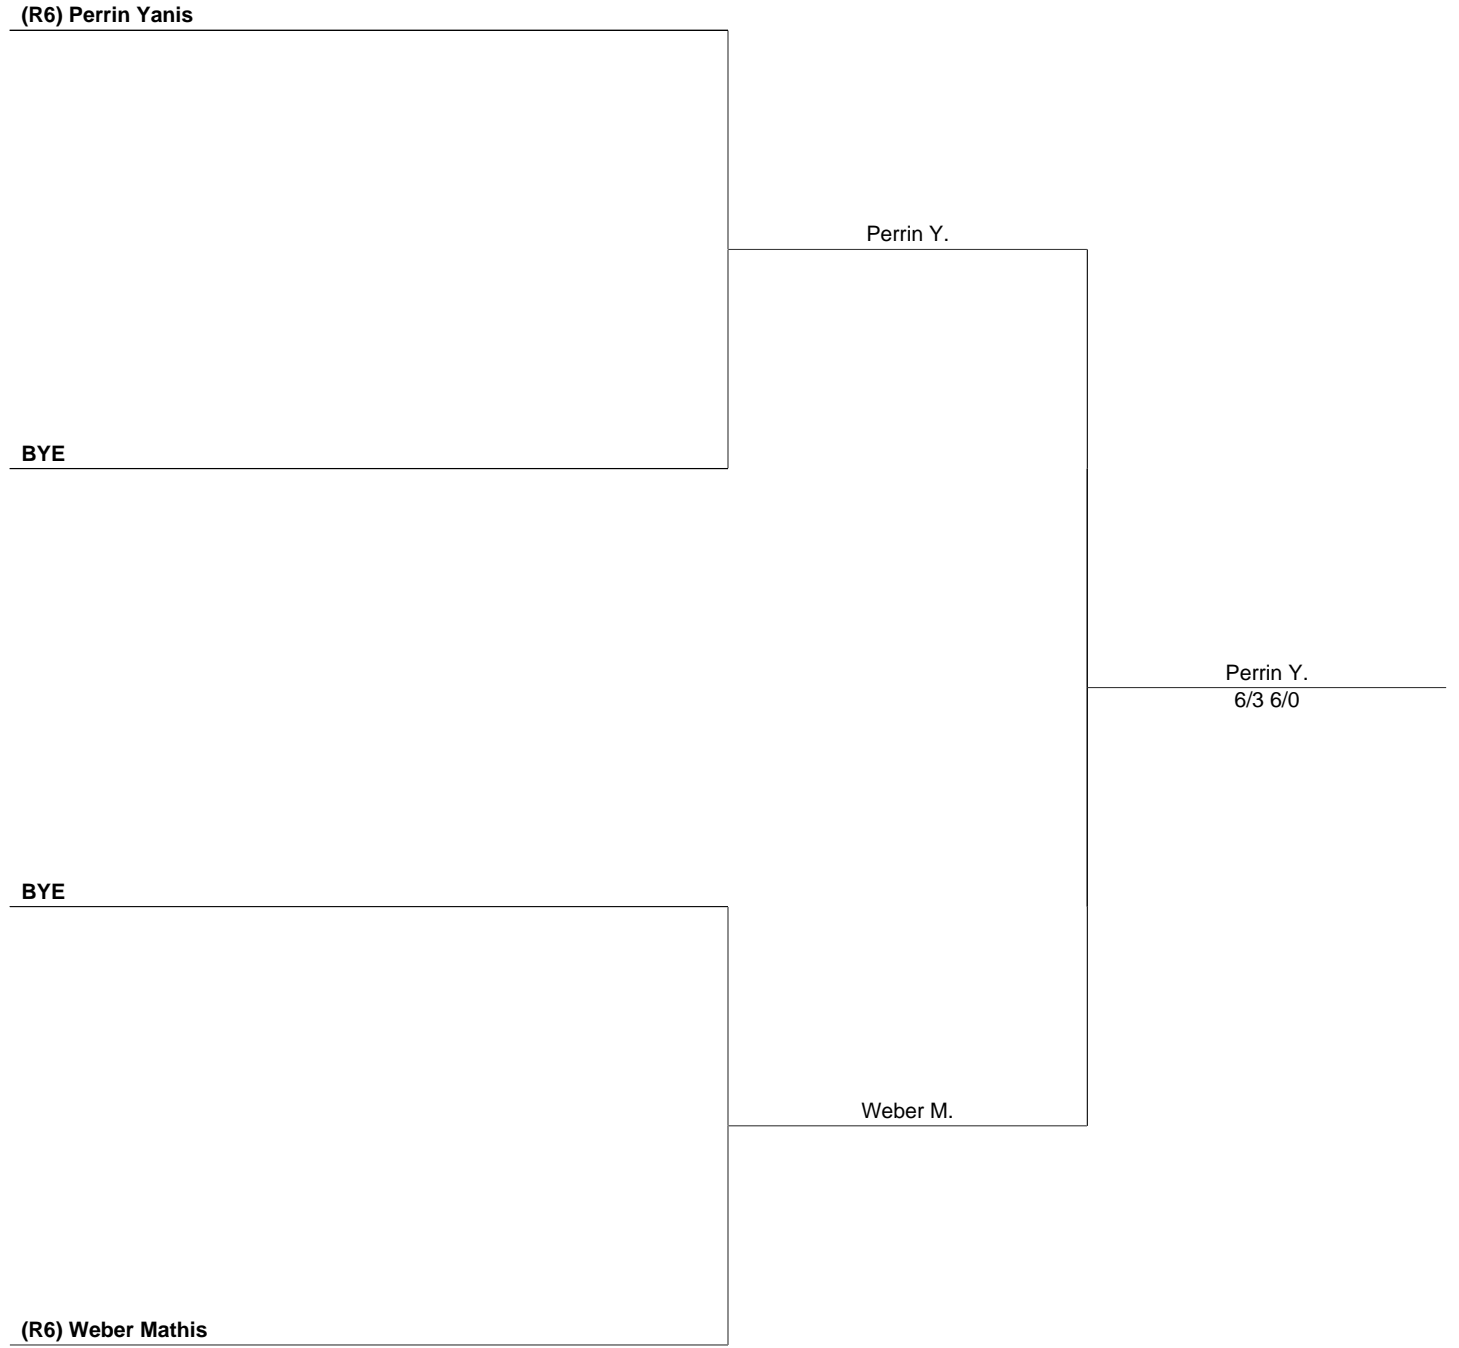 (R6) Perrin Yanis
Perrin Y.
BYE
Perrin Y.
6/3 6/0
BYE
Weber M.
(R6) Weber Mathis